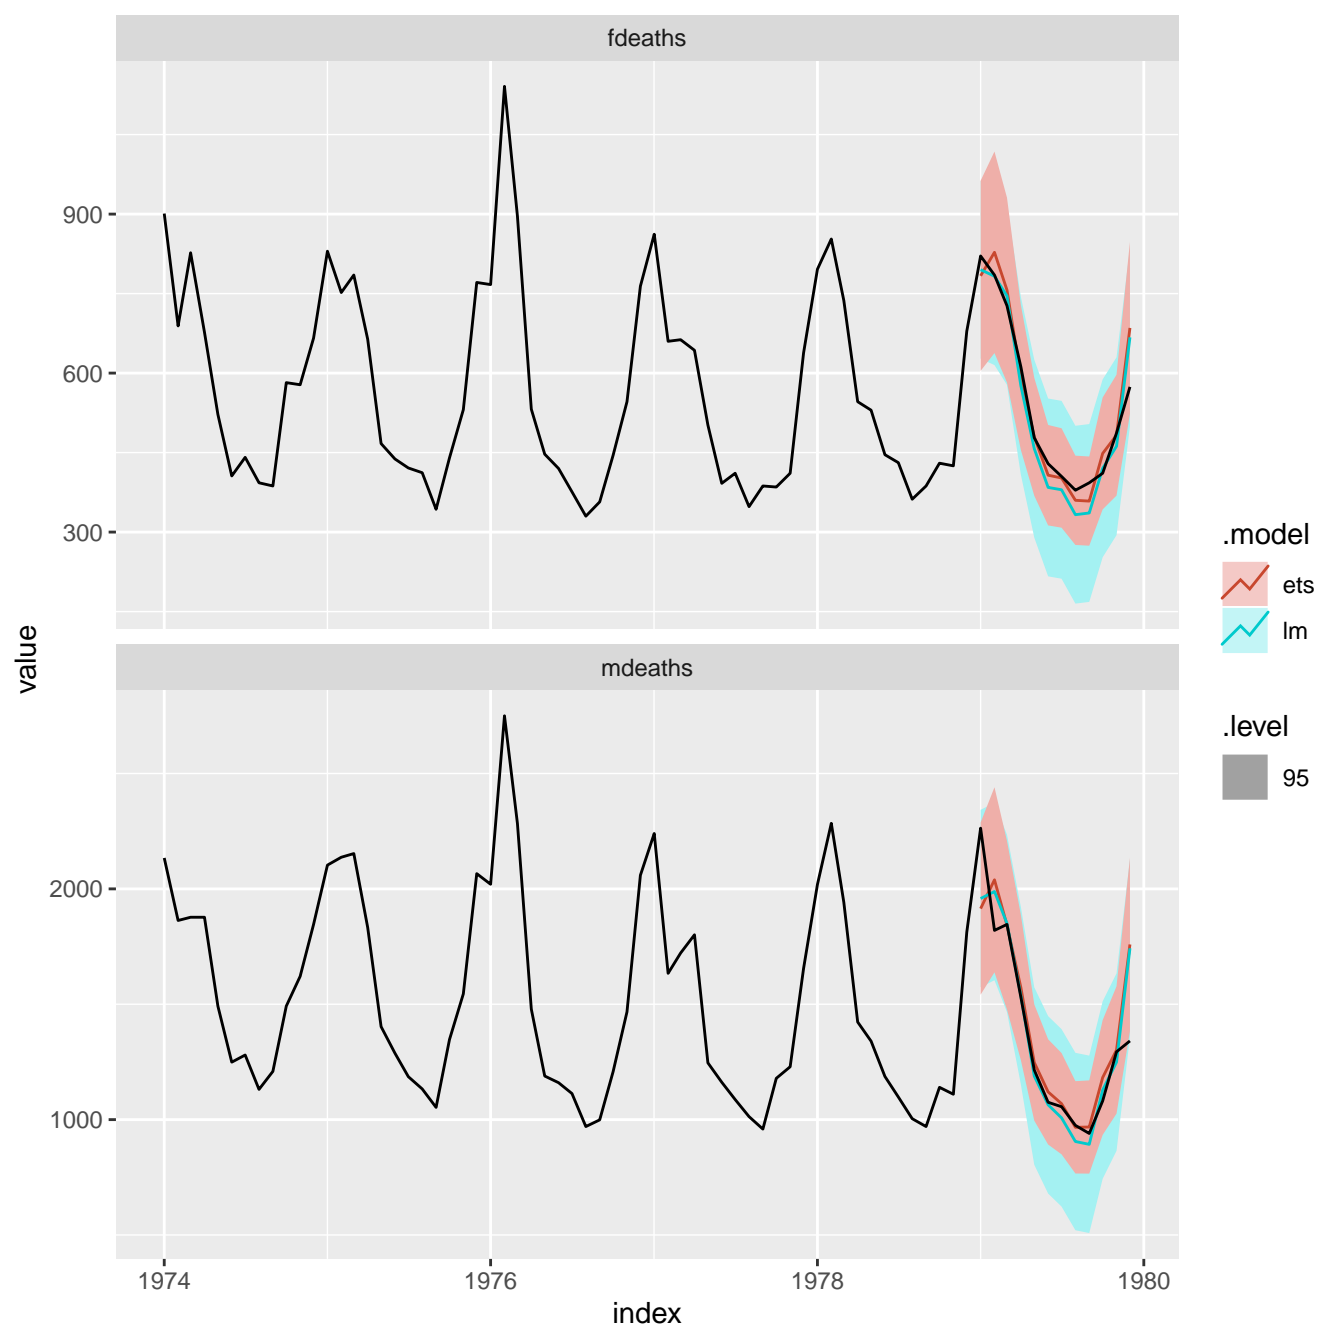 fdeaths
900
600
300
value
mdeaths
2000
1000
1974
1976
1978
1980
index
.model
ets
lm
.level
95